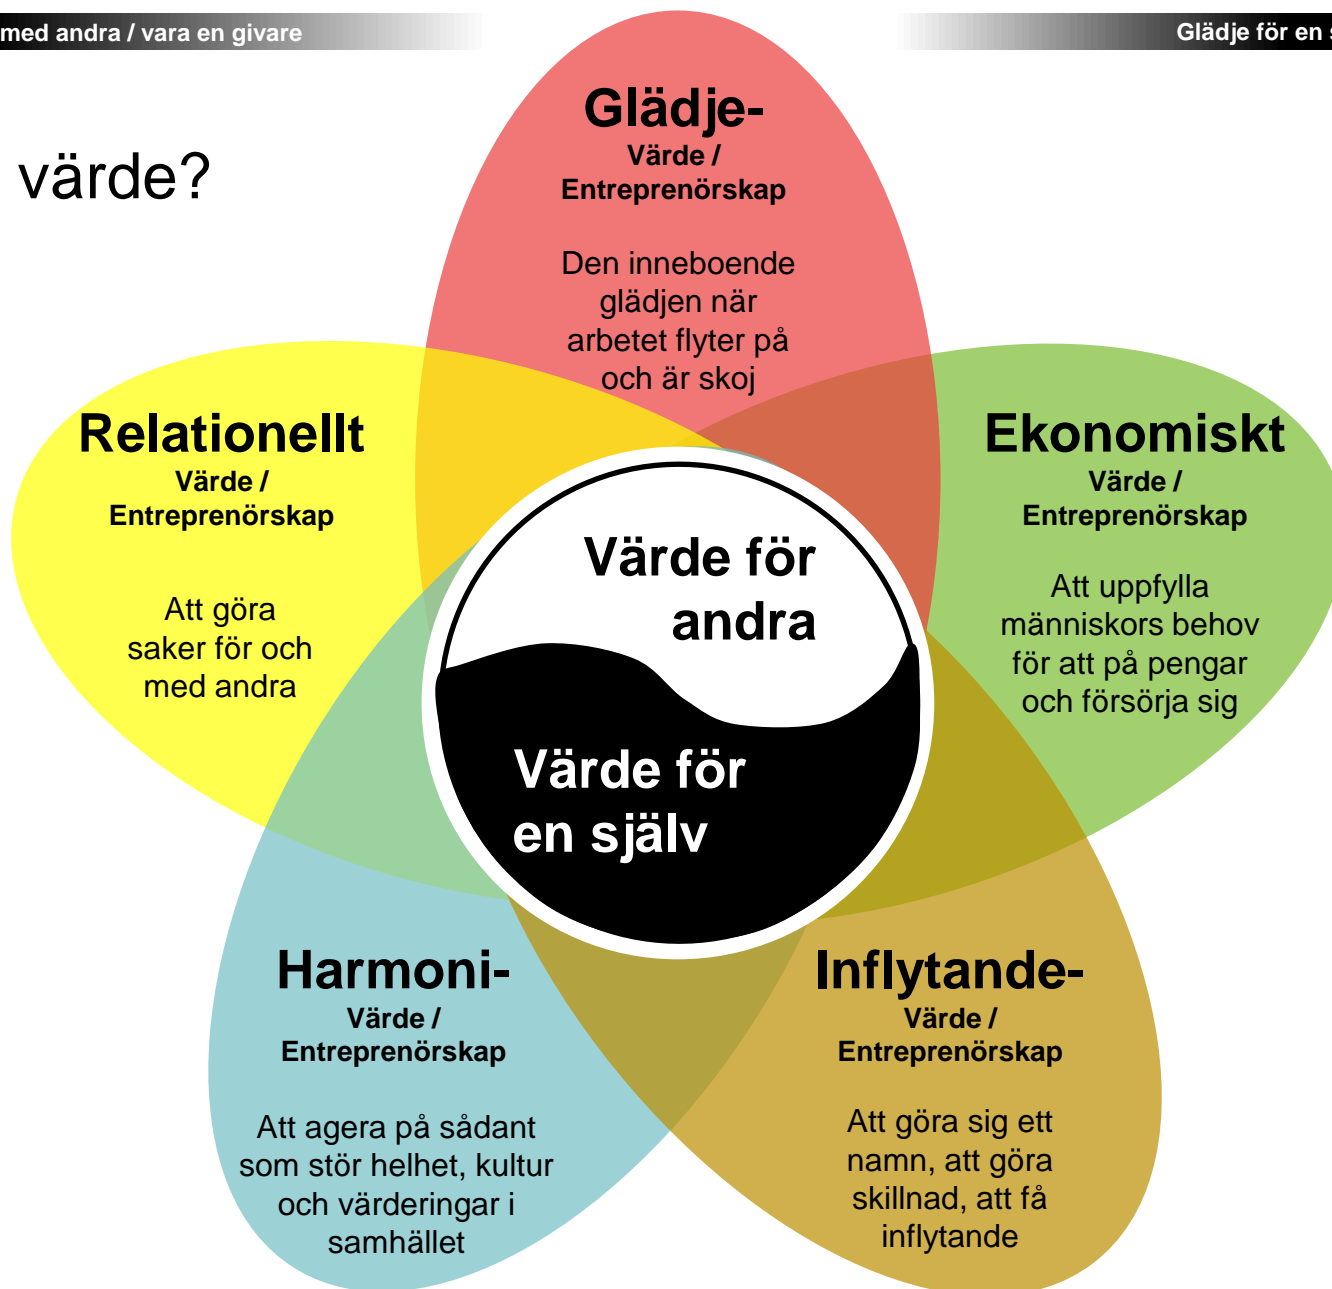 med andra / vara en givare
Glädje för en s
värde?
Glädje-
Värde /
Entreprenörskap
Den inneboende
glädjen när
arbetet flyter på
och är skoj
Relationellt
Värde /
Entreprenörskap
Att göra
saker för och
med andra
Ekonomiskt
Värde /
Entreprenörskap
Att uppfylla
människors behov
för att på pengar
och försörja sig
Värde för
andra
Värde för
en själv
Harmoni-
Värde /
Entreprenörskap
Att agera på sådant
som stör helhet, kultur
och värderingar i
samhället
Inflytande-
Värde /
Entreprenörskap
Att göra sig ett
namn, att göra
skillnad, att få
inflytande